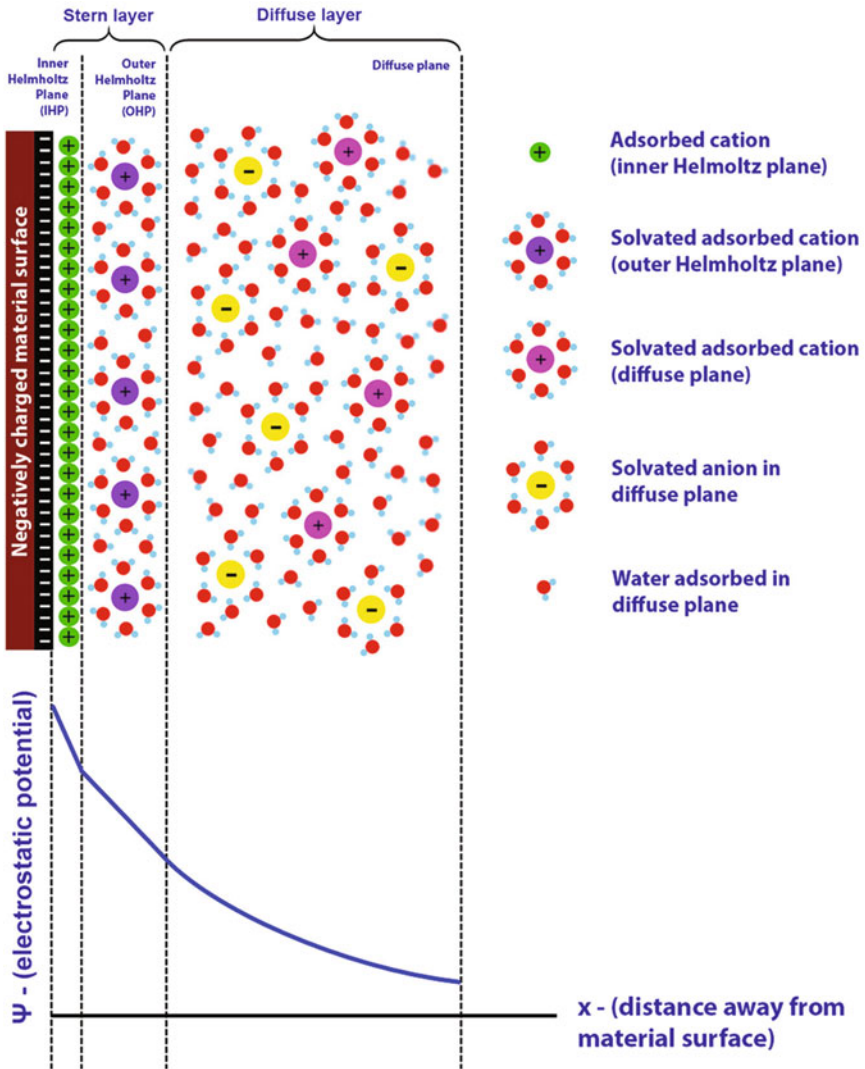 Stern layer
Diffuse layer
Inner
Helmholtz
Plane
(IHP)
Outer
Helmholtz
Plane
(OHP)
Diffuse plane
Negatively charged material surface
Adsorbed cation
(inner Helmoltz plane)
Solvated adsorbed cation
(outer Helmholtz plane)
Solvated adsorbed cation
(diffuse plane)
Solvated anion in
diffuse plane
Water adsorbed in
diffuse plane
Ψ - (electrostatic potential)
x - (distance away from
material surface)